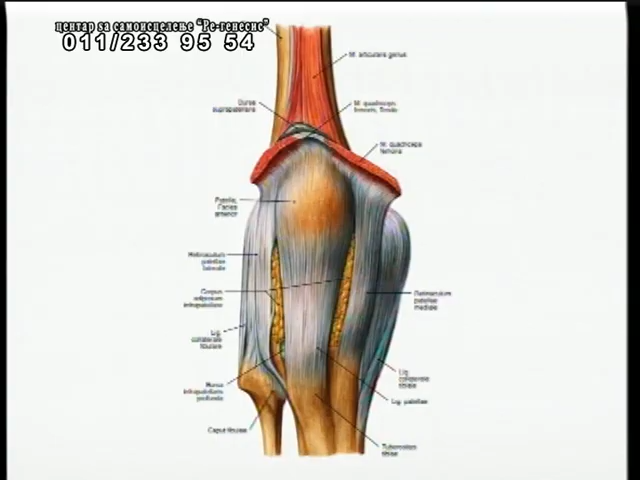 центар за самоисцелење "Ре-генесис"
011/233 95 54
M. articularis genus
Bursa
suprapatellaris
M. quadriceps
femoris, Tendo
M. quadriceps
femoris
Patella,
Facies
anterior
Retinaculum
patellae
laterale
Corpus
adiposum
infrapatellare
Retinaculum
patellae
mediale
Lig.
collaterale
fibulare
Lig.
collaterale
tibiale
Bursa
infrapatellaris
profunda
Lig. patellae
Caput fibulae
Tuberositas
tibiae